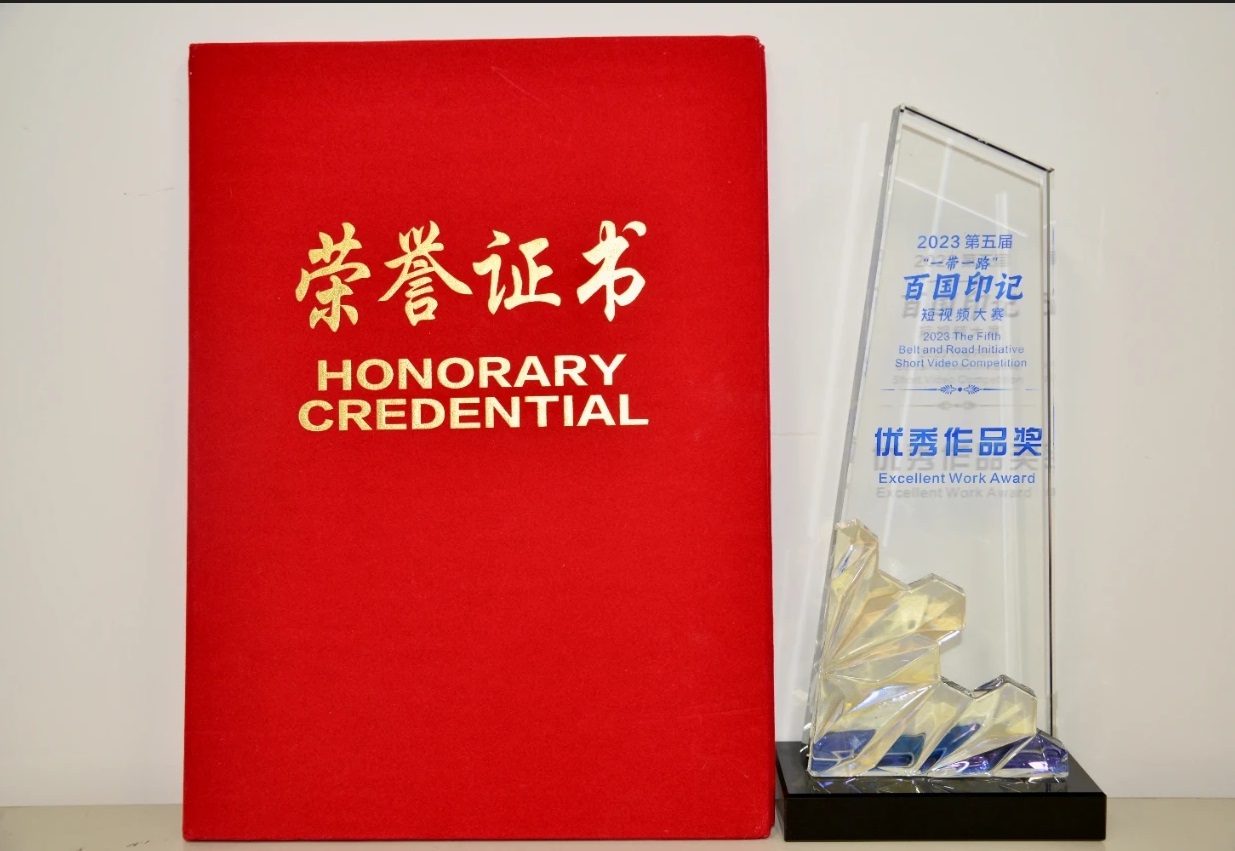 荣誉证书
HONORARY
CREDENTIAL
2023 第五届
“一带一路”
百国印记
短视频大赛
2023 The Fifth
Belt and Road Initiative
Short Video Competition
优秀作品奖
Excellent Work Award